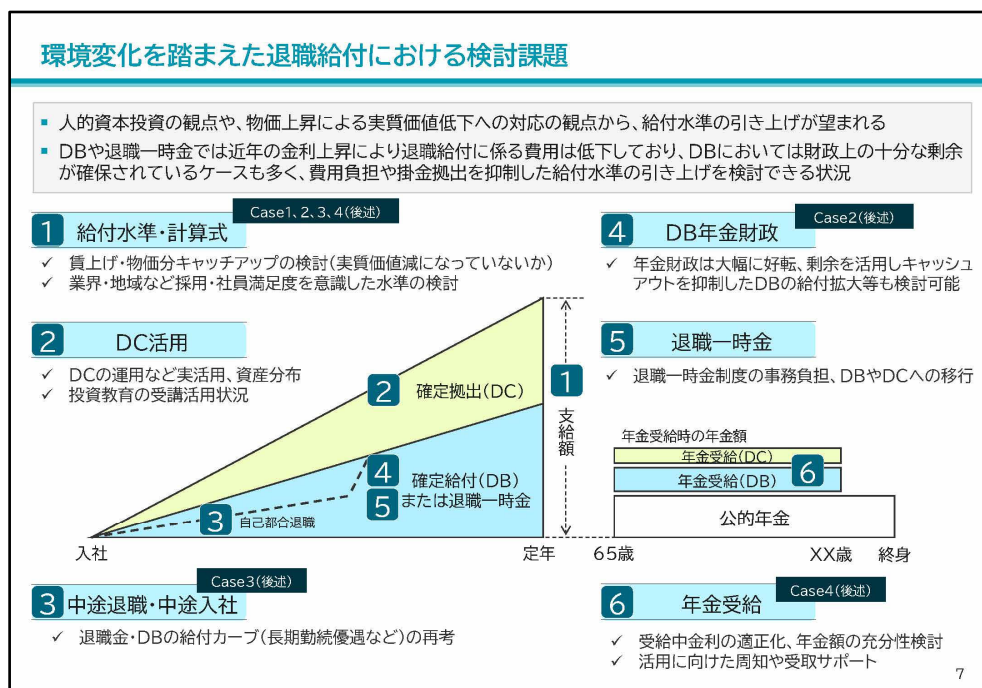 環境変化を踏まえた退職給付における検討課題
▪ 人的資本投資の観点や、物価上昇による実質価値低下への対応の観点から、給付水準の引き上げが望まれる
▪ DBや退職一時金では近年の金利上昇により退職給付に係る費用は低下しており、DBにおいては財政上の十分な剰余
が確保されているケースも多く、費用負担や掛金拠出を抑制した給付水準の引き上げを検討できる状況
Case1、2、3、4(後述)
1 給付水準・計算式
✓ 賃上げ・物価分キャッチアップの検討(実質価値減になっていないか)
✓ 業界・地域など採用・社員満足度を意識した水準の検討
2 DC活用
✓ DCの運用など実活用、資産分布
✓ 投資教育の受講活用状況
Case2(後述)
4 DB年金財政
✓ 年金財政は大幅に好転、剰余を活用しキャッシュ
アウトを抑制したDBの給付拡大等も検討可能
5 退職一時金
✓ 退職一時金制度の事務負担、DBやDCへの移行
2 確定拠出(DC)
1
支給額
4 確定給付(DB)
5 または退職一時金
3 自己都合退職
入社
定年
年金受給時の年金額
年金受給(DC)
年金受給(DB)
6
公的年金
65歳
XX歳
終身
Case3(後述)
3 中途退職・中途入社
✓ 退職金・DBの給付カーブ(長期勤続優遇など)の再考
Case4(後述)
6 年金受給
✓ 受給中金利の適正化、年金額の充分性検討
✓ 活用に向けた周知や受取サポート
7